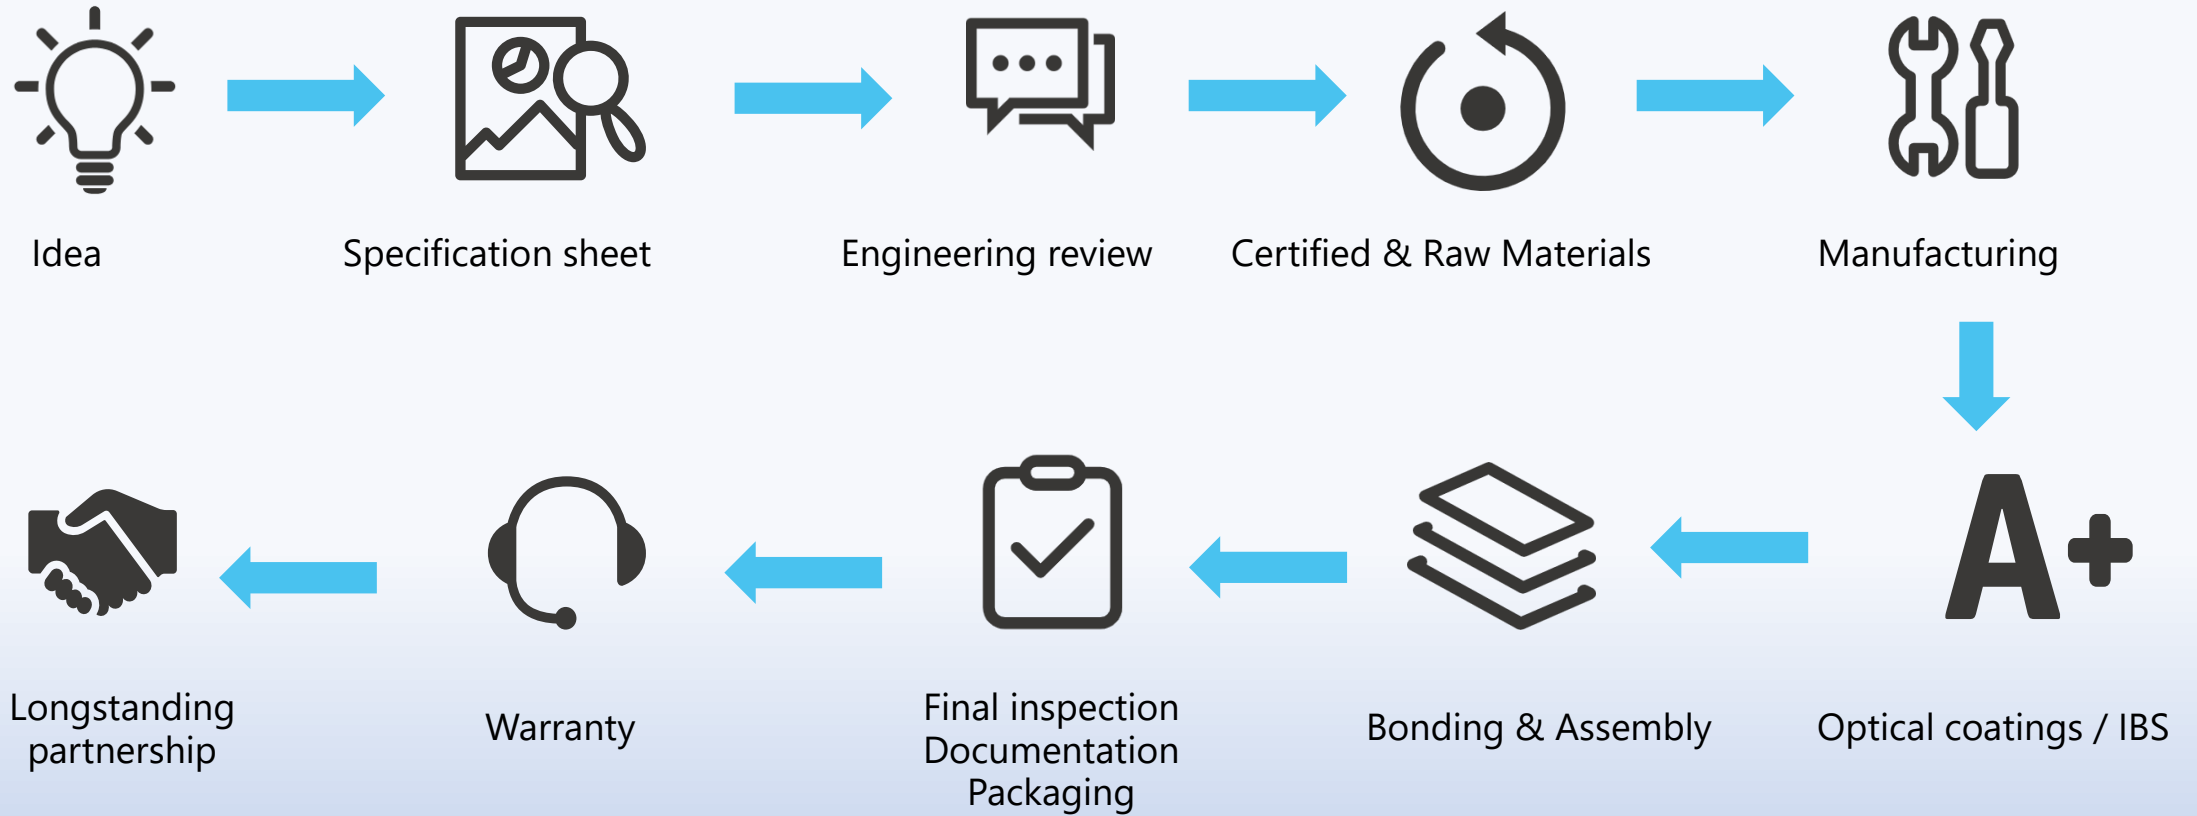 Idea
Specification sheet
Engineering review
Certified & Raw Materials
Manufacturing
A+
Optical coatings / IBS
Bonding & Assembly
Final inspection
Documentation
Packaging
Warranty
Longstanding
partnership